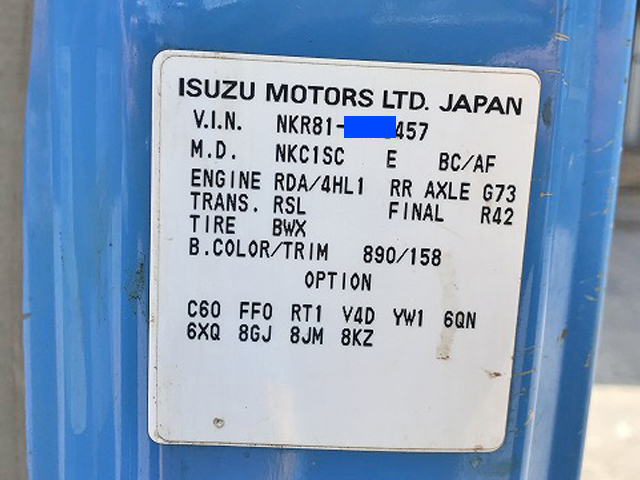 ISUZU MOTORS LTD. JAPAN
V.I.N. NKR81- 457
M.D. NKC1SC E BC/AF
ENGINE RDA/4HL1 RR AXLE G73
TRANS. RSL FINAL R42
TIRE BWX
B.COLOR/TRIM 890/158
OPTION
C60 FF0 RT1 V4D YW1 6QN
6XQ 8GJ 8JM 8KZ